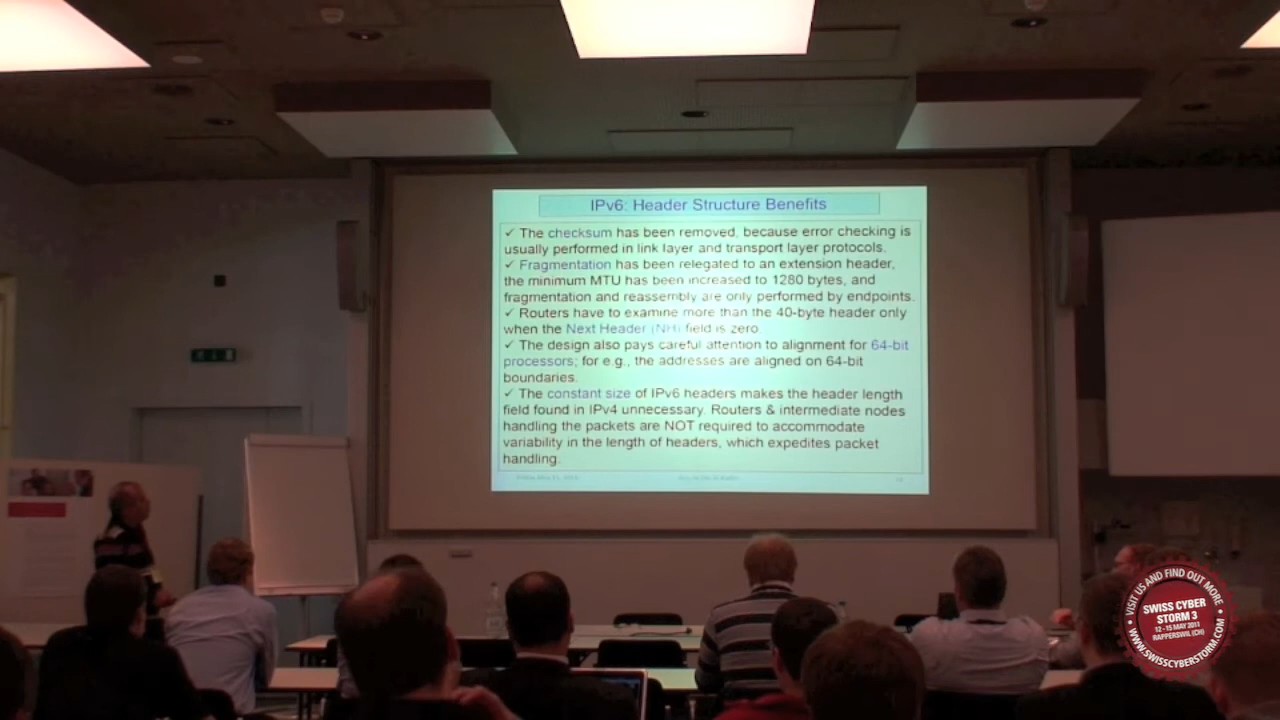 IPv6: Header Structure Benefits
✓ The checksum has been removed, because error checking is
usually performed in link layer and transport layer protocols.
✓ Fragmentation has been relegated to an extension header,
the minimum MTU has been increased to 1280 bytes, and
fragmentation and reassembly are only performed by endpoints.
✓ Routers have to examine more than the 40-byte header only
when the Next Header (NH) field is zero.
✓ The design also pays careful attention to alignment for 64-bit
processors; for e.g., the addresses are aligned on 64-bit
boundaries.
✓ The constant size of IPv6 headers makes the header length
field found in IPv4 unnecessary. Routers & intermediate nodes
handling the packets are NOT required to accommodate
variability in the length of headers, which expedites packet
handling.
VISIT US AND FIND OUT MORE
SWISS CYBER
STORM 3
12 - 15 MAY 2011
RAPPERSWIL (CH)
WWW.SWISSCYBERSTORM.COM